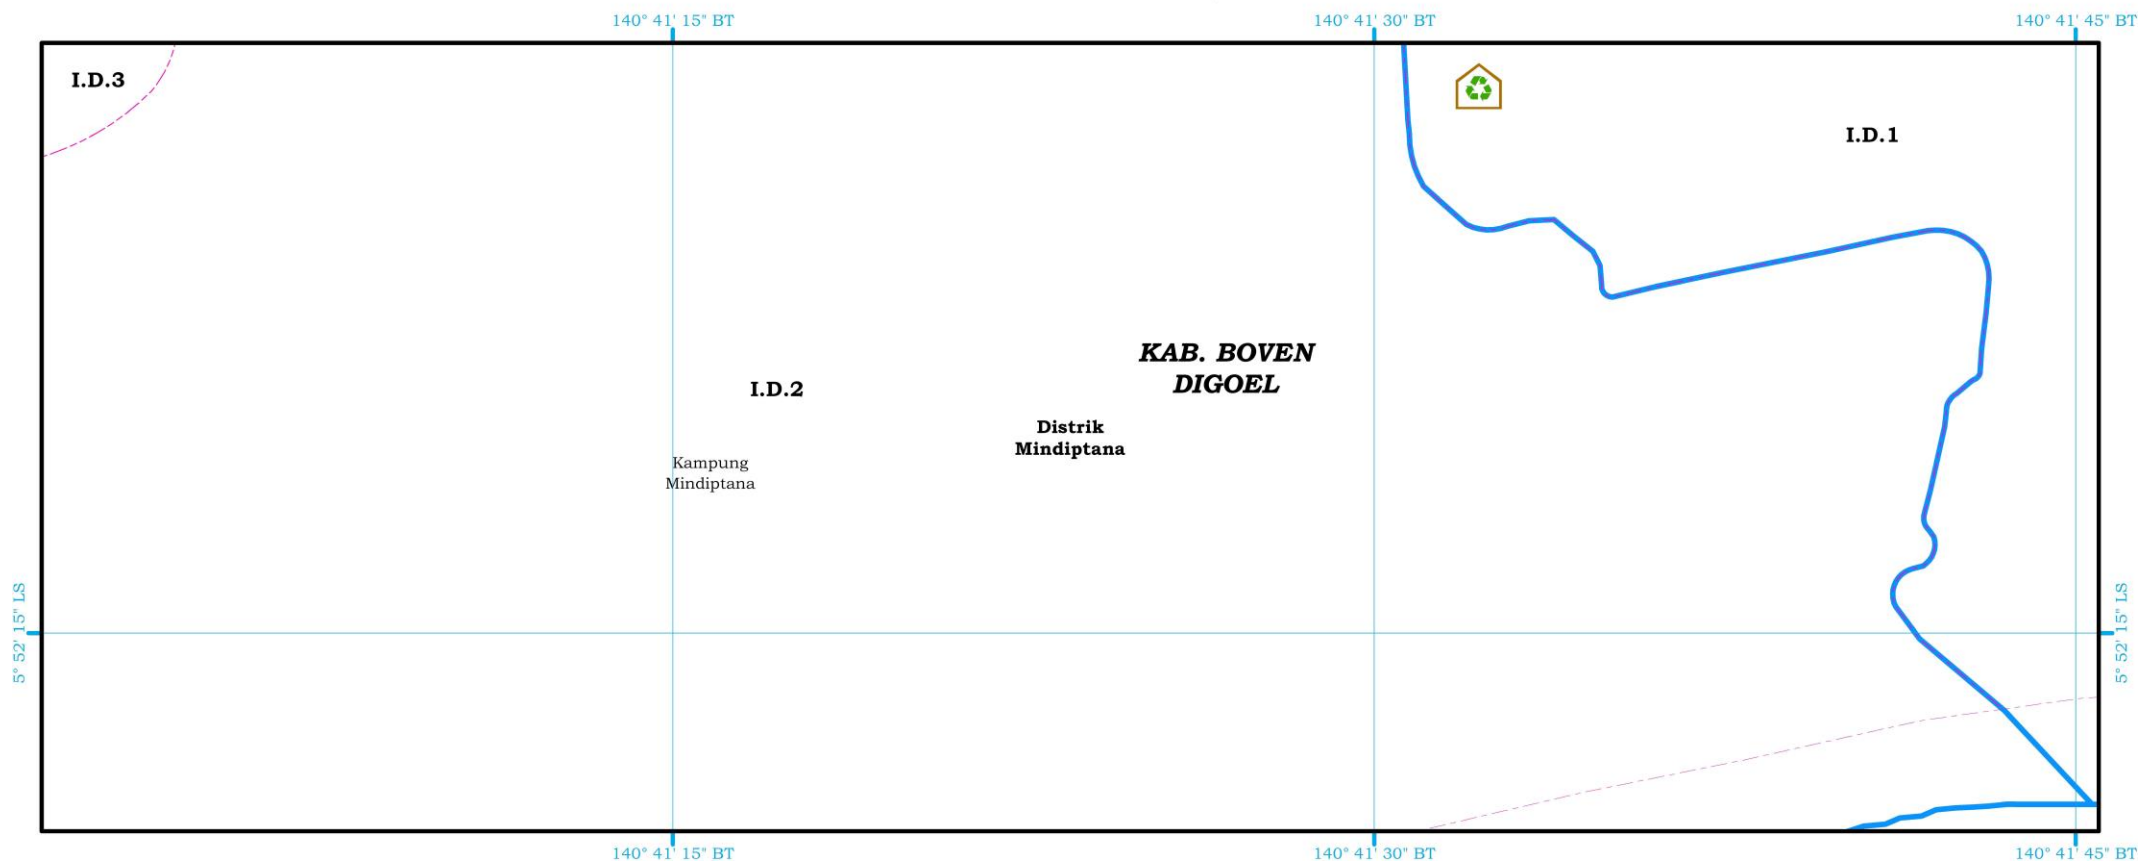 140° 41' 15" BT
140° 41' 30" BT
140° 41' 45" BT
I.D.3
I.D.1
KAB. BOVEN
DIGOEL
I.D.2
Distrik
Mindiptana
Kampung
Mindiptana
5° 52' 15" LS
5° 52' 15" LS
140° 41' 15" BT
140° 41' 30" BT
140° 41' 45" BT